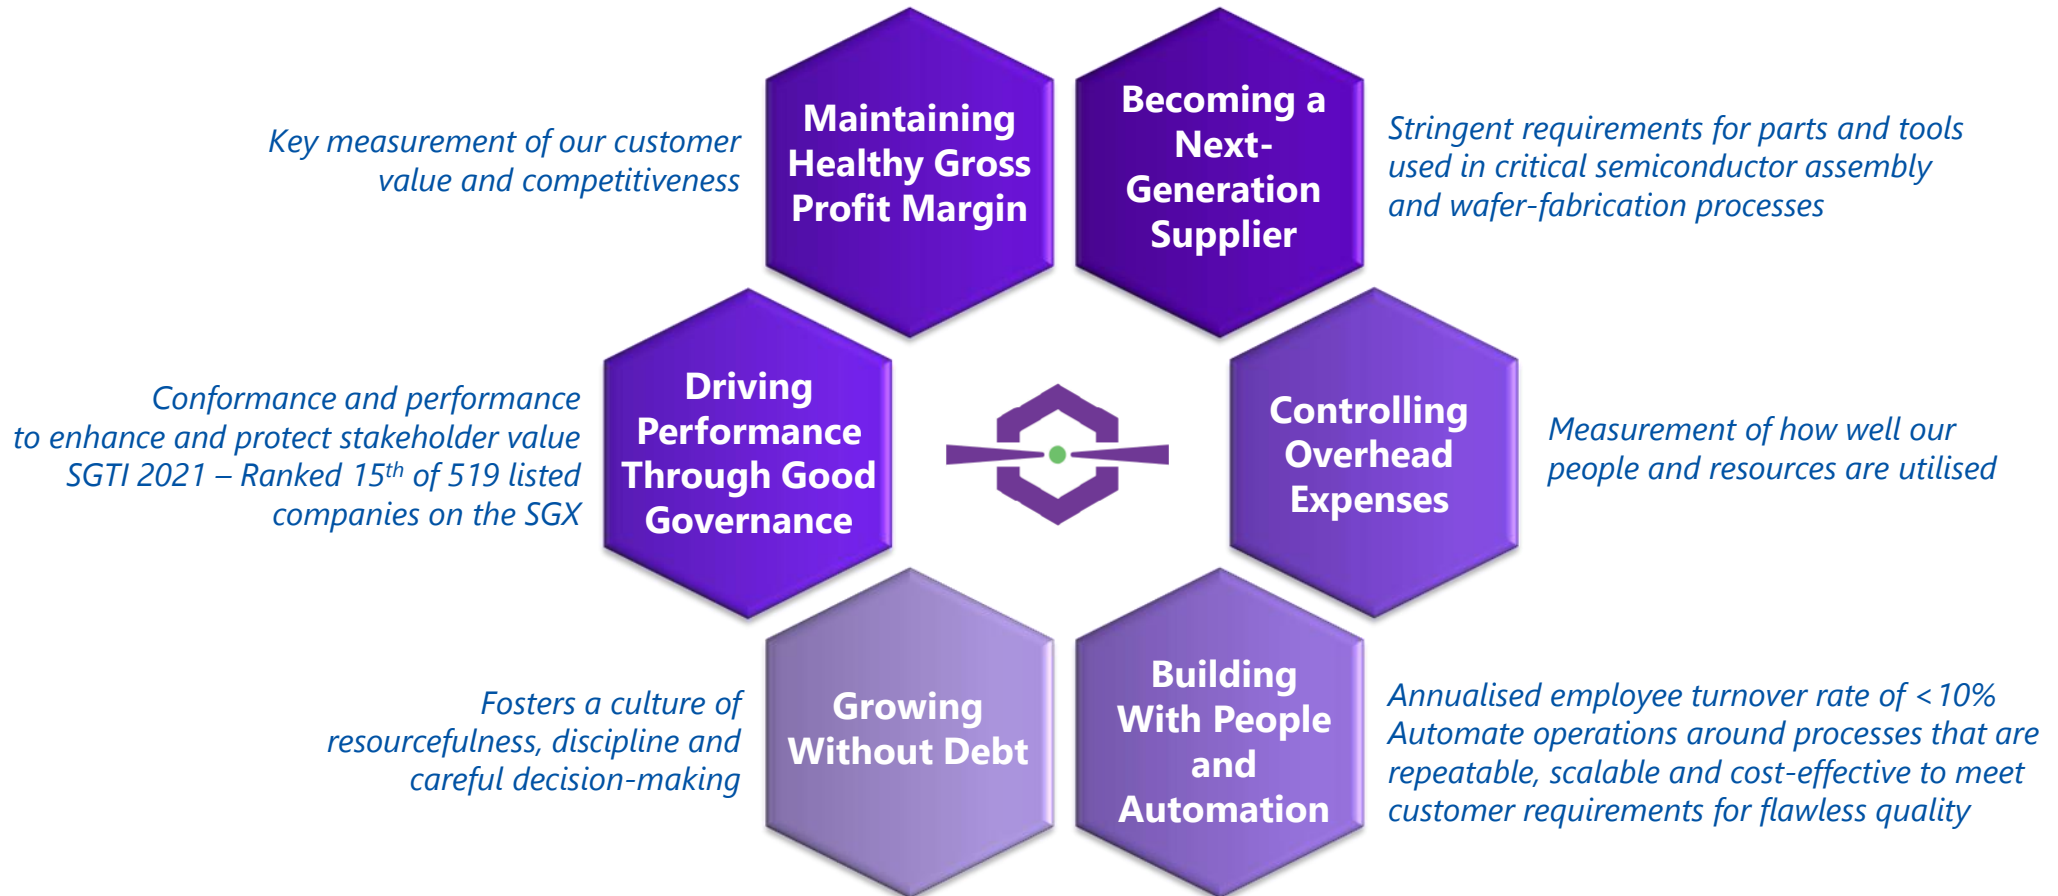 Maintaining
Healthy Gross
Profit Margin
Key measurement of our customer
value and competitiveness
Becoming a
Next-
Generation
Supplier
Stringent requirements for parts and tools
used in critical semiconductor assembly
and wafer-fabrication processes
Driving
Performance
Through Good
Governance
Conformance and performance
to enhance and protect stakeholder value
SGTI 2021 – Ranked 15th of 519 listed
companies on the SGX
Controlling
Overhead
Expenses
Measurement of how well our
people and resources are utilised
Growing
Without Debt
Fosters a culture of
resourcefulness, discipline and
careful decision-making
Building
With People
and
Automation
Annualised employee turnover rate of <10%
Automate operations around processes that are
repeatable, scalable and cost-effective to meet
customer requirements for flawless quality